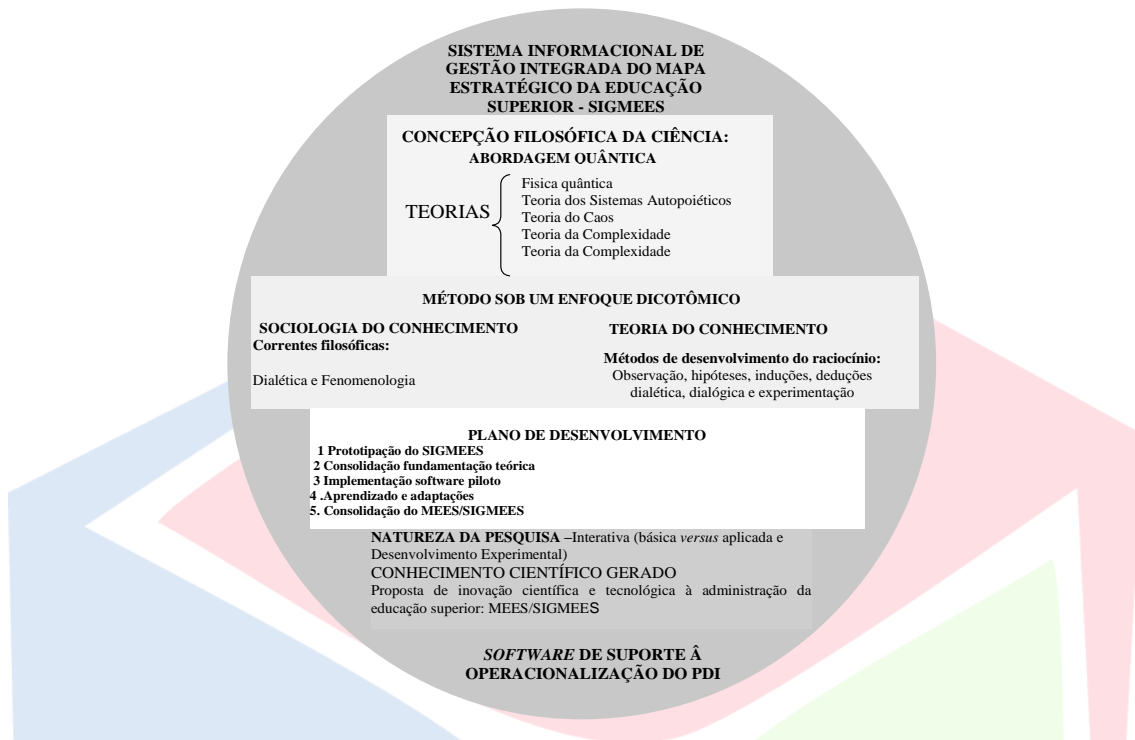 SISTEMA INFORMACIONAL DE
GESTÃO INTEGRADA DO MAPA
ESTRATÉGICO DA EDUCAÇÃO
SUPERIOR - SIGMEES
CONCEPÇÃO FILOSÓFICA DA CIÊNCIA:
ABORDAGEM QUÂNTICA
TEORIAS
Fisica quântica
Teoria dos Sistemas Autopoiéticos
Teoria do Caos
Teoria da Complexidade
Teoria da Complexidade
MÉTODO SOB UM ENFOQUE DICOTÔMICO
SOCIOLOGIA DO CONHECIMENTO
Correntes filosóficas:
Dialética e Fenomenologia
TEORIA DO CONHECIMENTO
Métodos de desenvolvimento do raciocínio:
Observação, hipóteses, induções, deduções
dialética, dialógica e experimentação
PLANO DE DESENVOLVIMENTO
1 Prototipação do SIGMEES
2 Consolidação fundamentação teórica
3 Implementação software piloto
4 .Aprendizado e adaptações
5. Consolidação do MEES/SIGMEES
NATUREZA DA PESQUISA –Interativa (básica versus aplicada e
Desenvolvimento Experimental)
CONHECIMENTO CIENTÍFICO GERADO
Proposta de inovação científica e tecnológica à administração da
educação superior: MEES/SIGMEES
SOFTWARE DE SUPORTE Â
OPERACIONALIZAÇÃO DO PDI